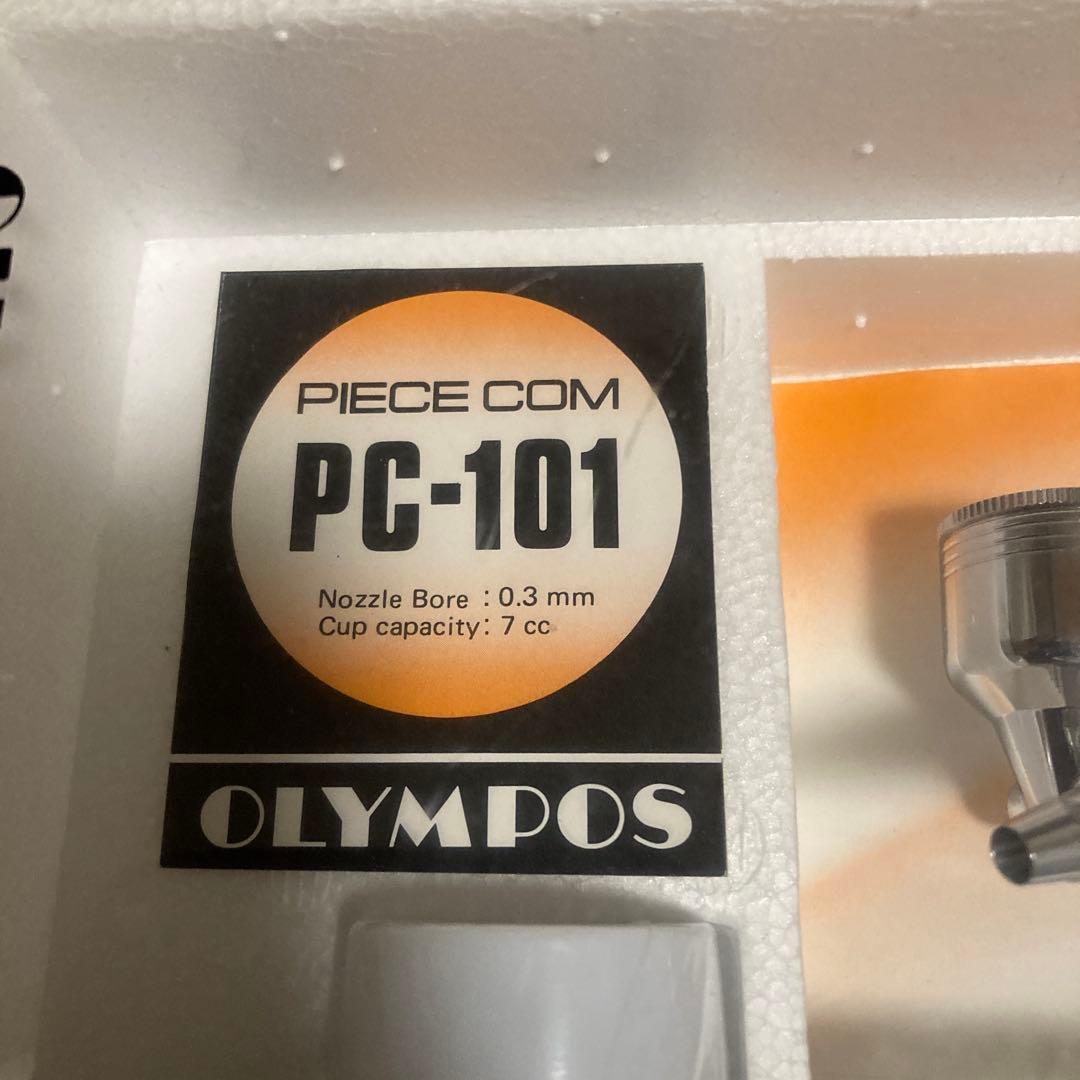 PIECE COM
PC-101
Nozzle Bore : 0.3 mm
Cup capacity: 7 cc
OLYMPOS